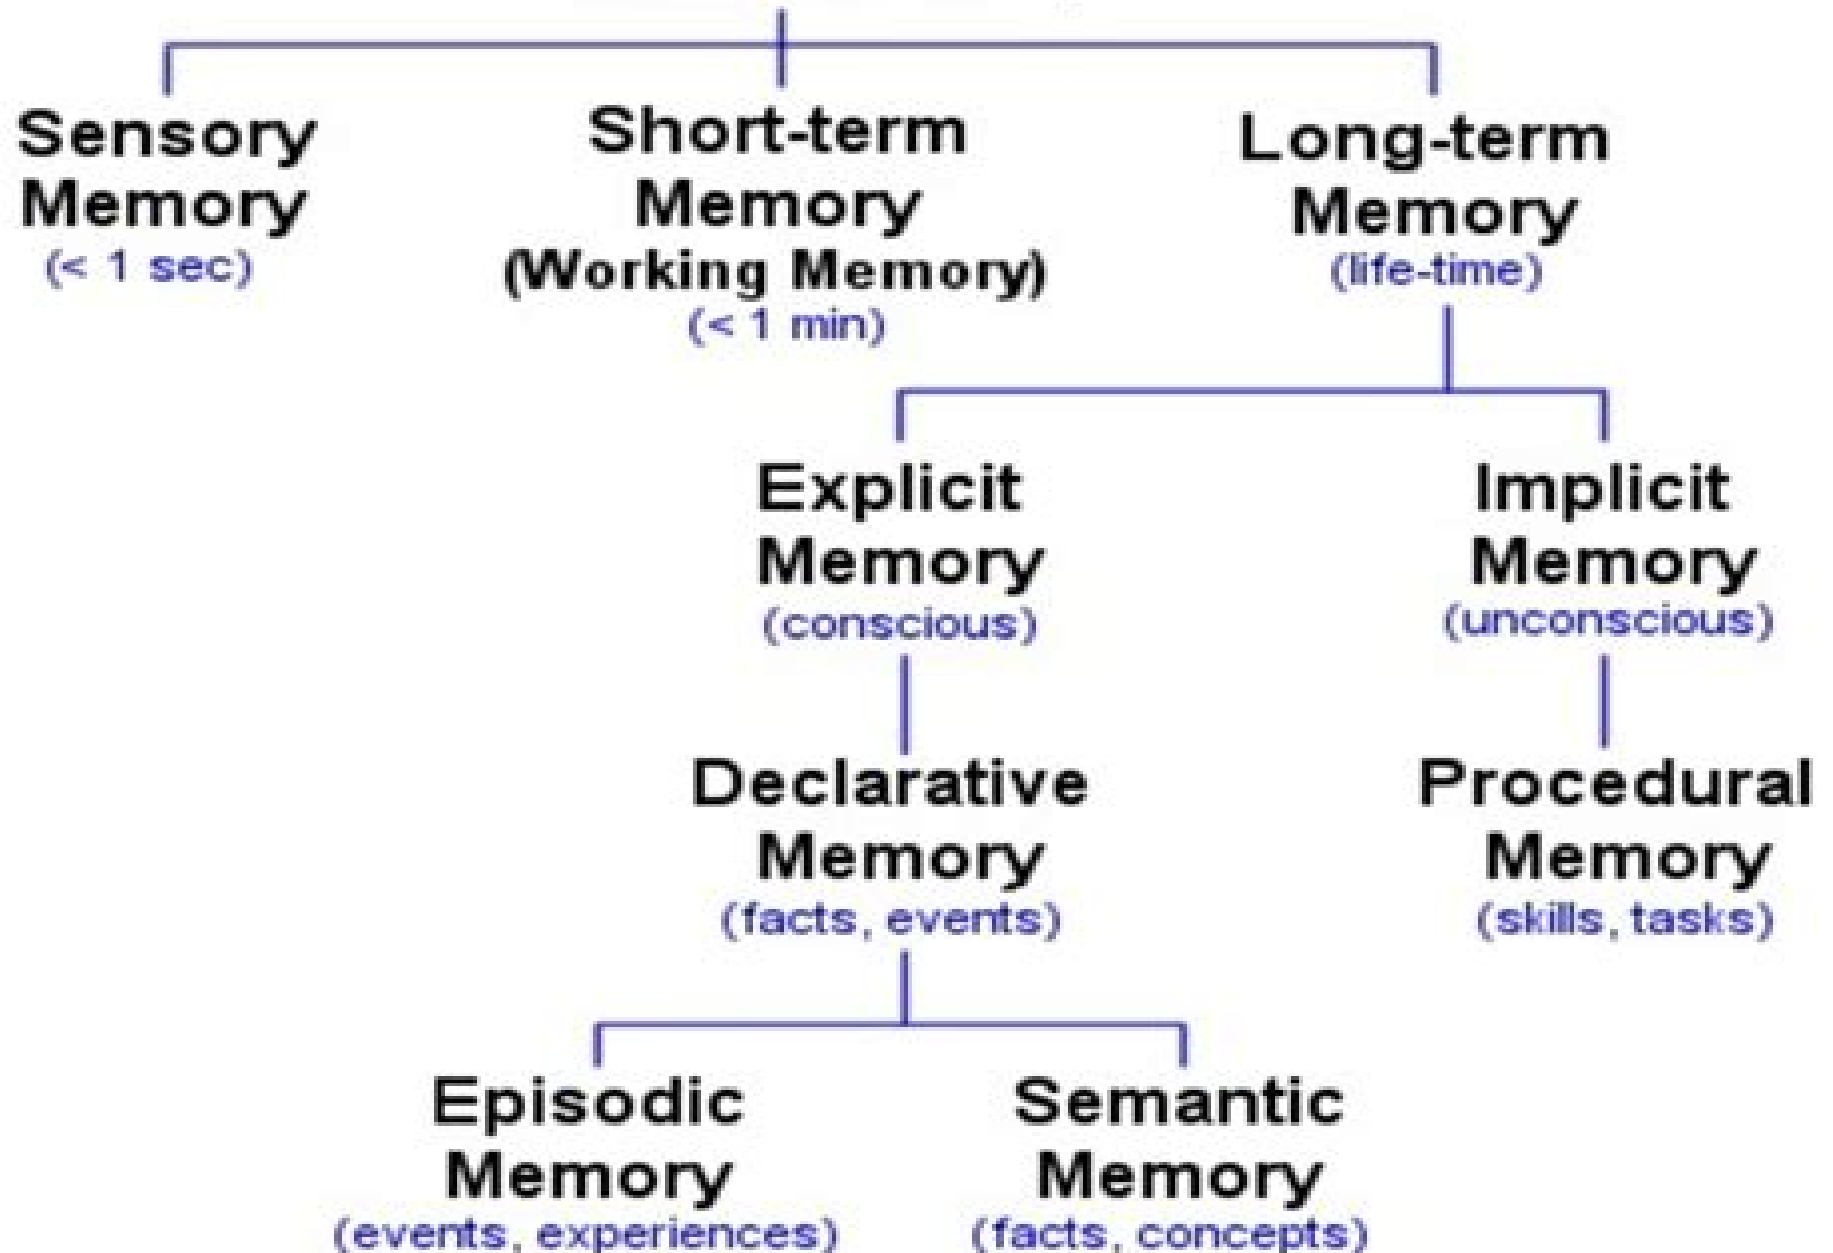 Sensory
Memory
(< 1 sec)
Short-term
Memory
(Working Memory)
(< 1 min)
Long-term
Memory
(life-time)
Explicit
Memory
(conscious)
Implicit
Memory
(unconscious)
Declarative
Memory
(facts, events)
Procedural
Memory
(skills, tasks)
Episodic
Memory
(events, experiences)
Semantic
Memory
(facts, concepts)